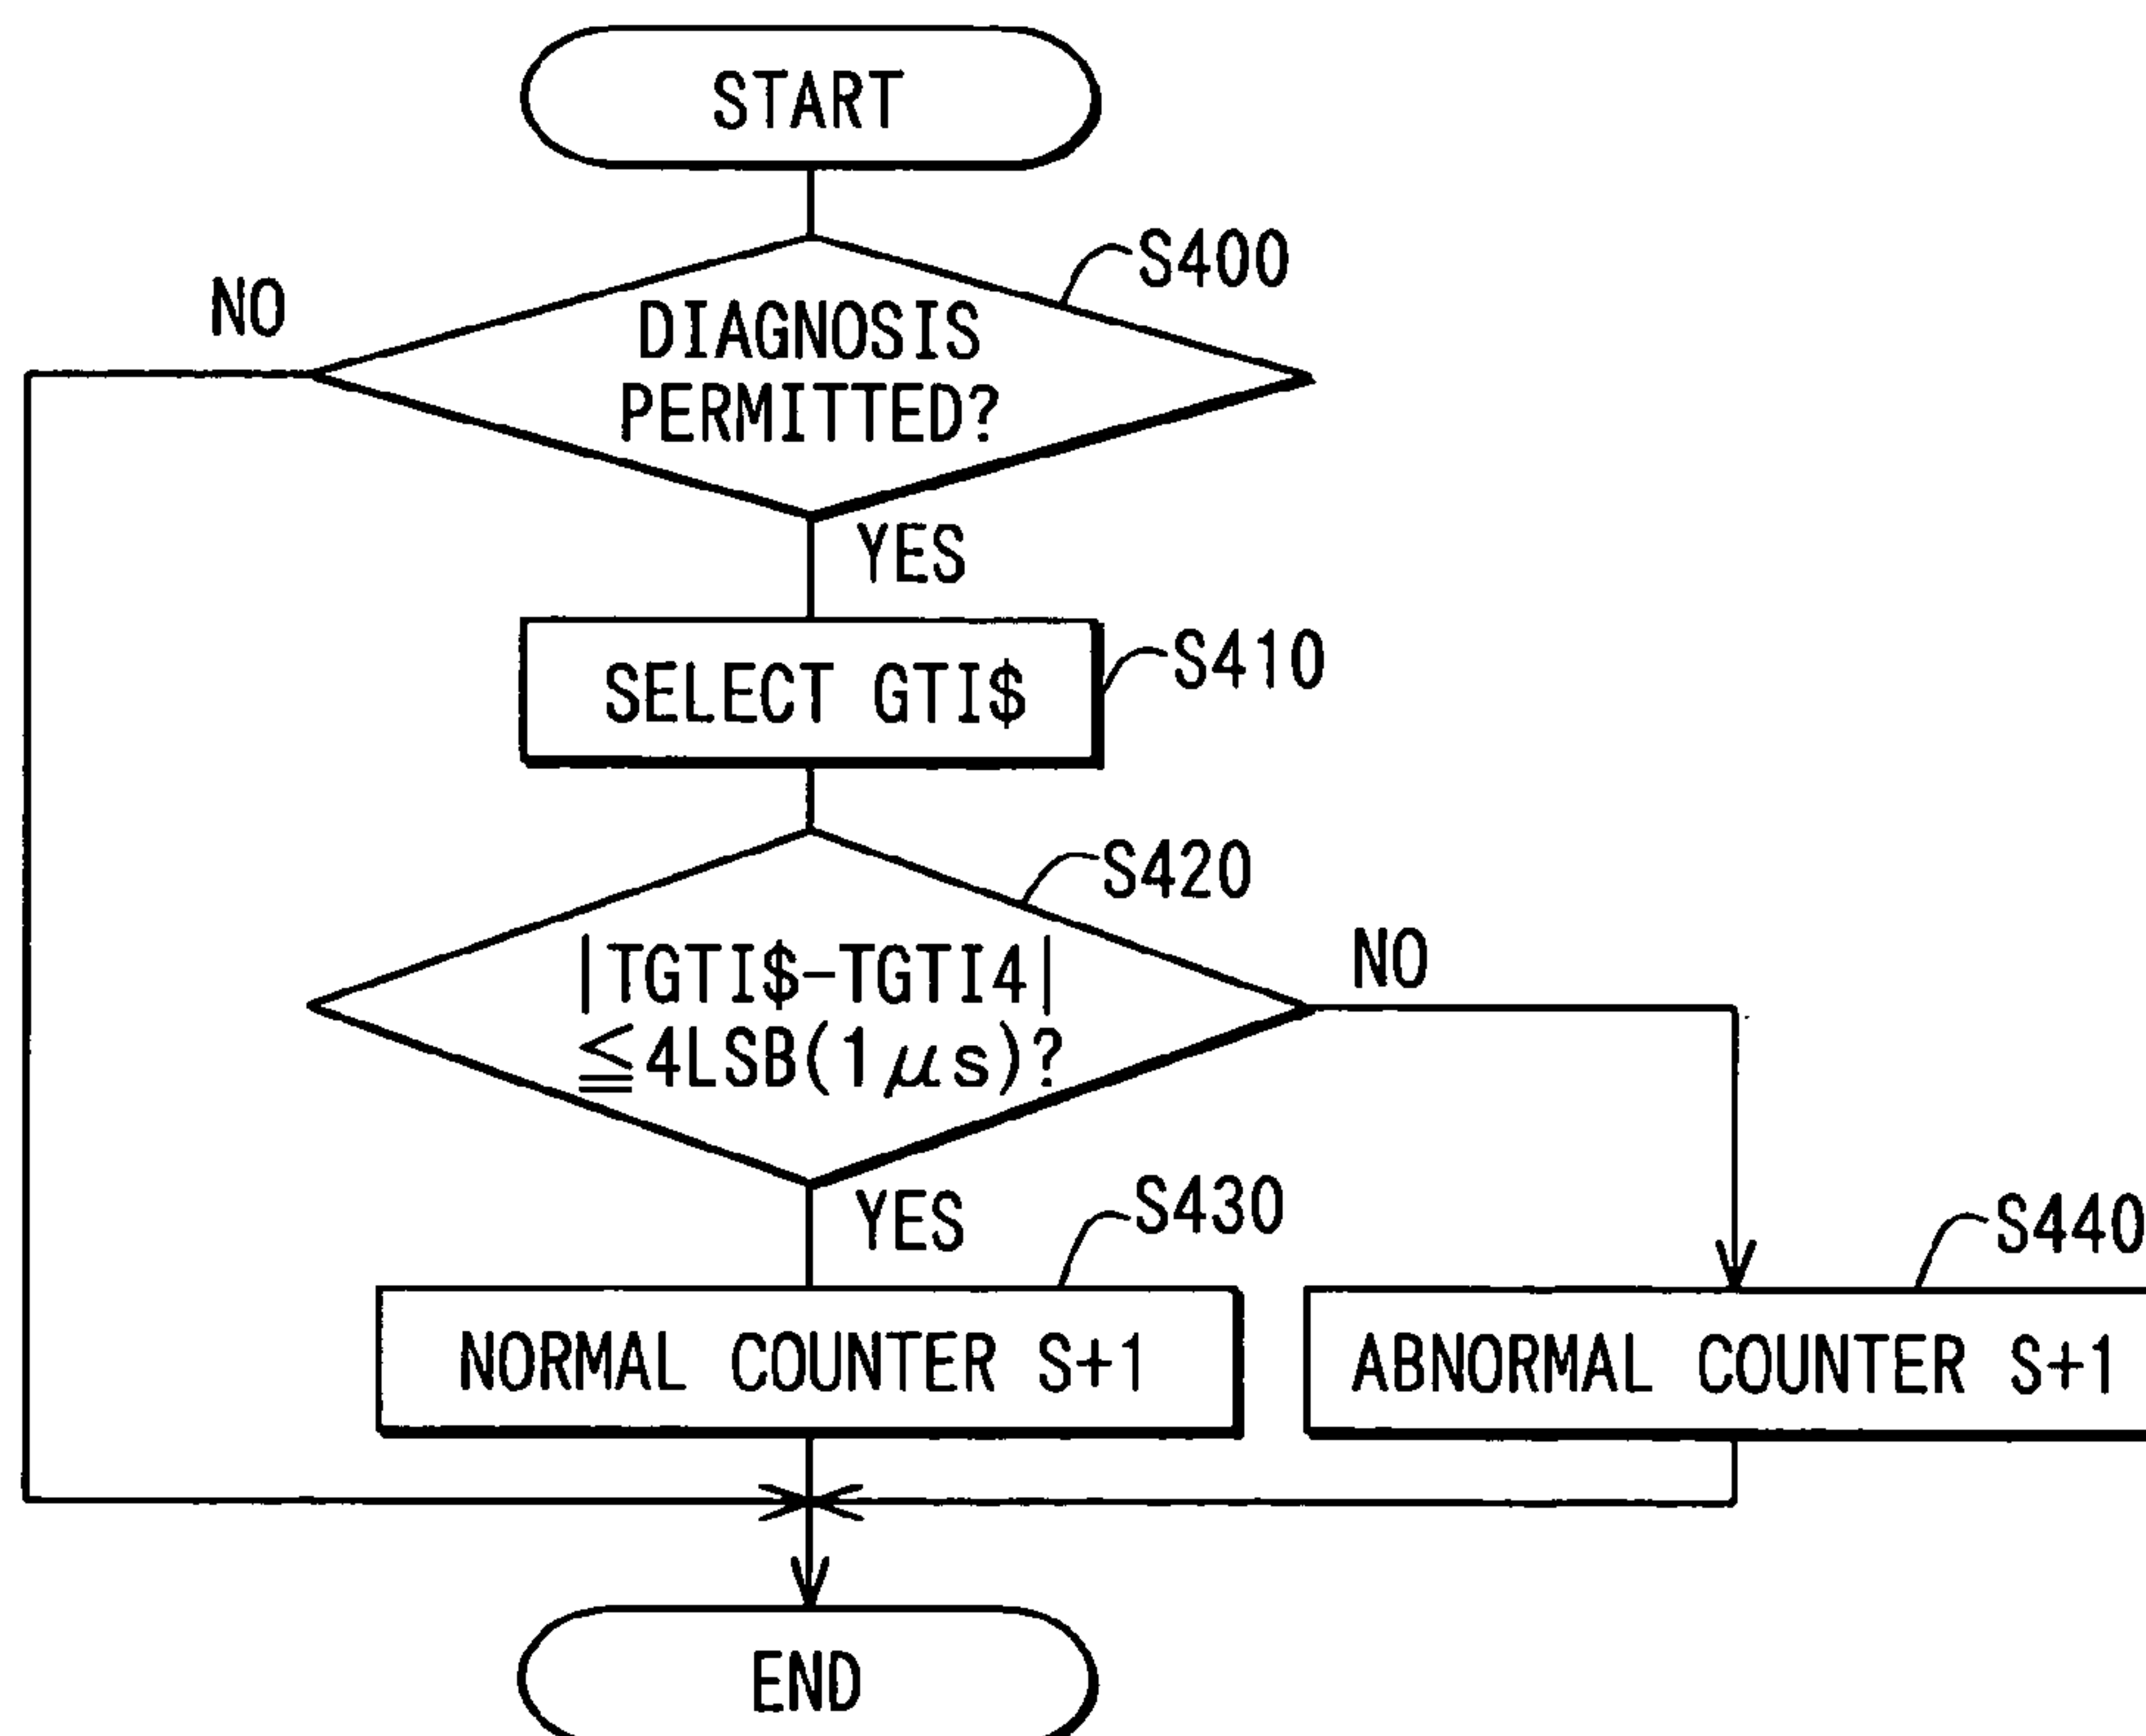 START
S400
NO
DIAGNOSIS
PERMITTED?
YES
SELECT GTI$
S410
S420
|TGTI$-TGTI4|
≦4LSB(1μs)?
NO
YES
S430
S440
NORMAL COUNTER S+1
ABNORMAL COUNTER S+1
END